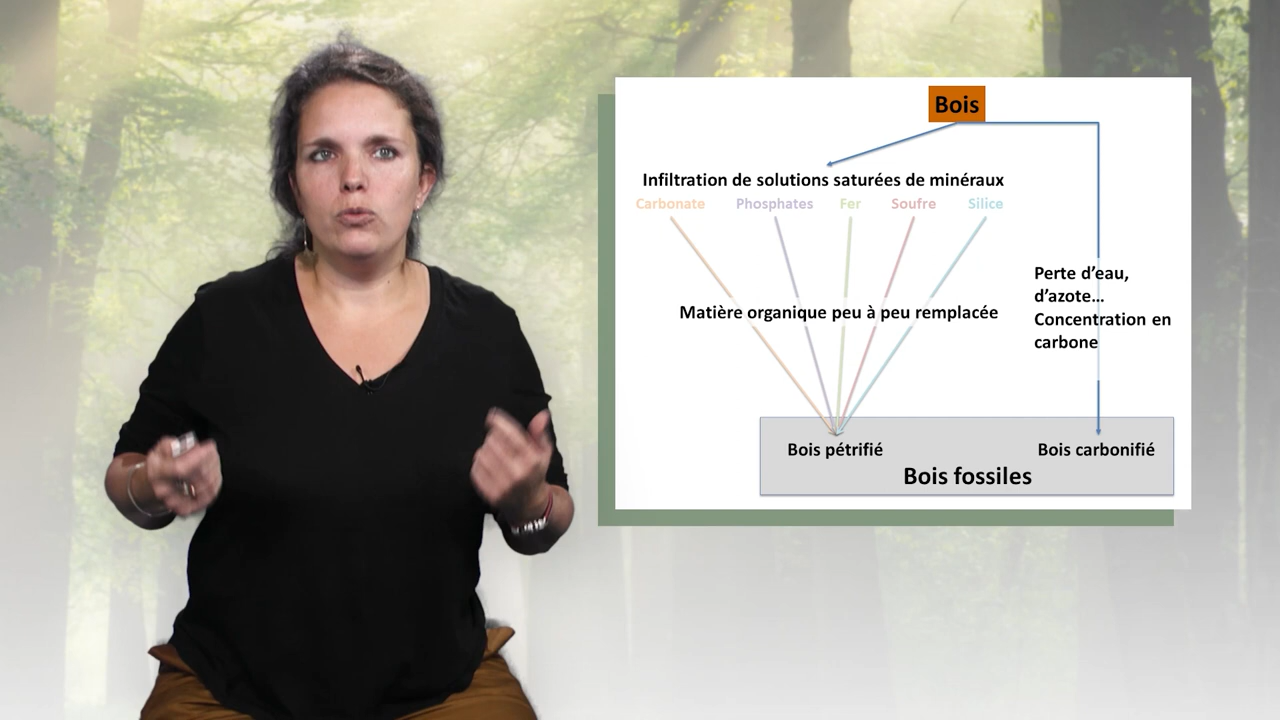 Bois
Infiltration de solutions saturées de minéraux
Carbonate Phosphates Fer Soufre Silice
Perte d'eau,
d'azote...
Concentration en
carbone
Matière organique peu à peu remplacée
Bois pétrifié
Bois carbonifié
Bois fossiles